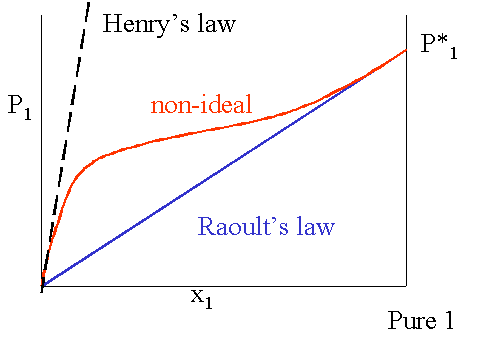 Henry's law
P*1
P1
non-ideal
Raoult's law
x1
Pure 1